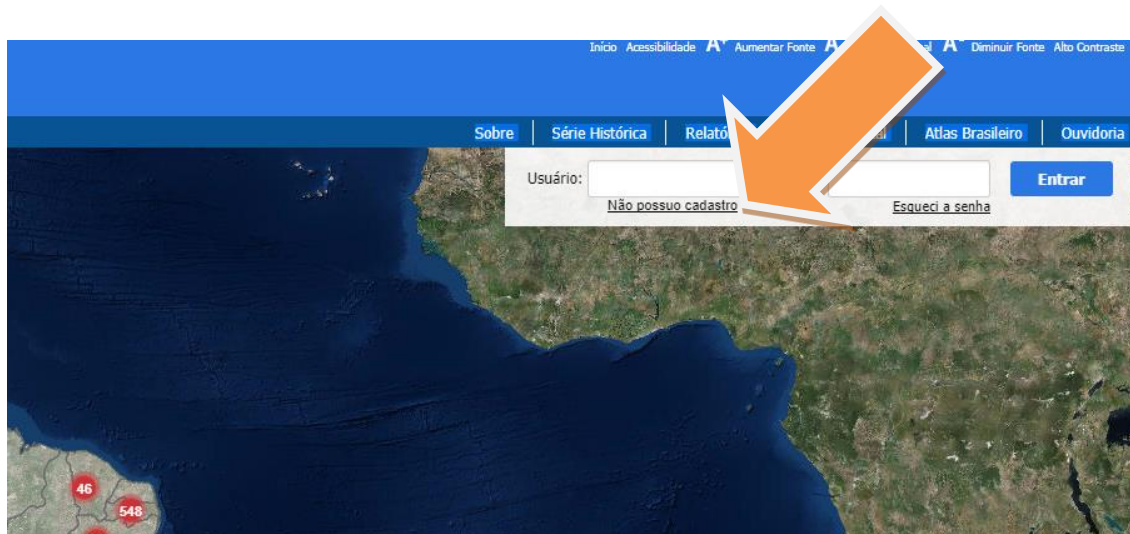 Início Acessibilidade A+ Aumentar Fonte A A- Diminuir Fonte Alto Contraste
Sobre Série Histórica Atlas Brasileiro Ouvidoria
Usuário: Entrar
Não possuo cadastro Esqueci a senha
46
548